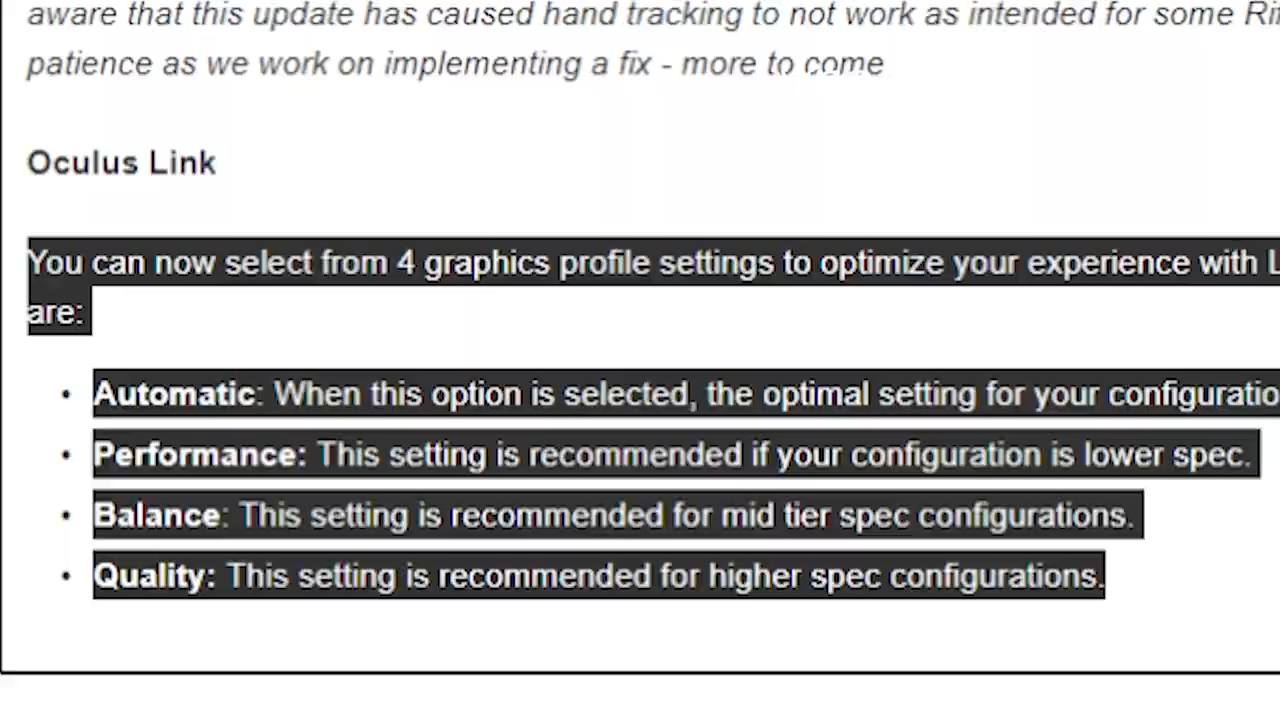 aware that this update has caused hand tracking to not work as intended for some
patience as we work on implementing a fix - more to come
Oculus Link
You can now select from 4 graphics profile settings to optimize your experience with
are:
• Automatic: When this option is selected, the optimal setting for your
• Performance: This setting is recommended if your configuration is lower spec.
• Balance: This setting is recommended for mid tier spec configurations.
• Quality: This setting is recommended for higher spec configurations.